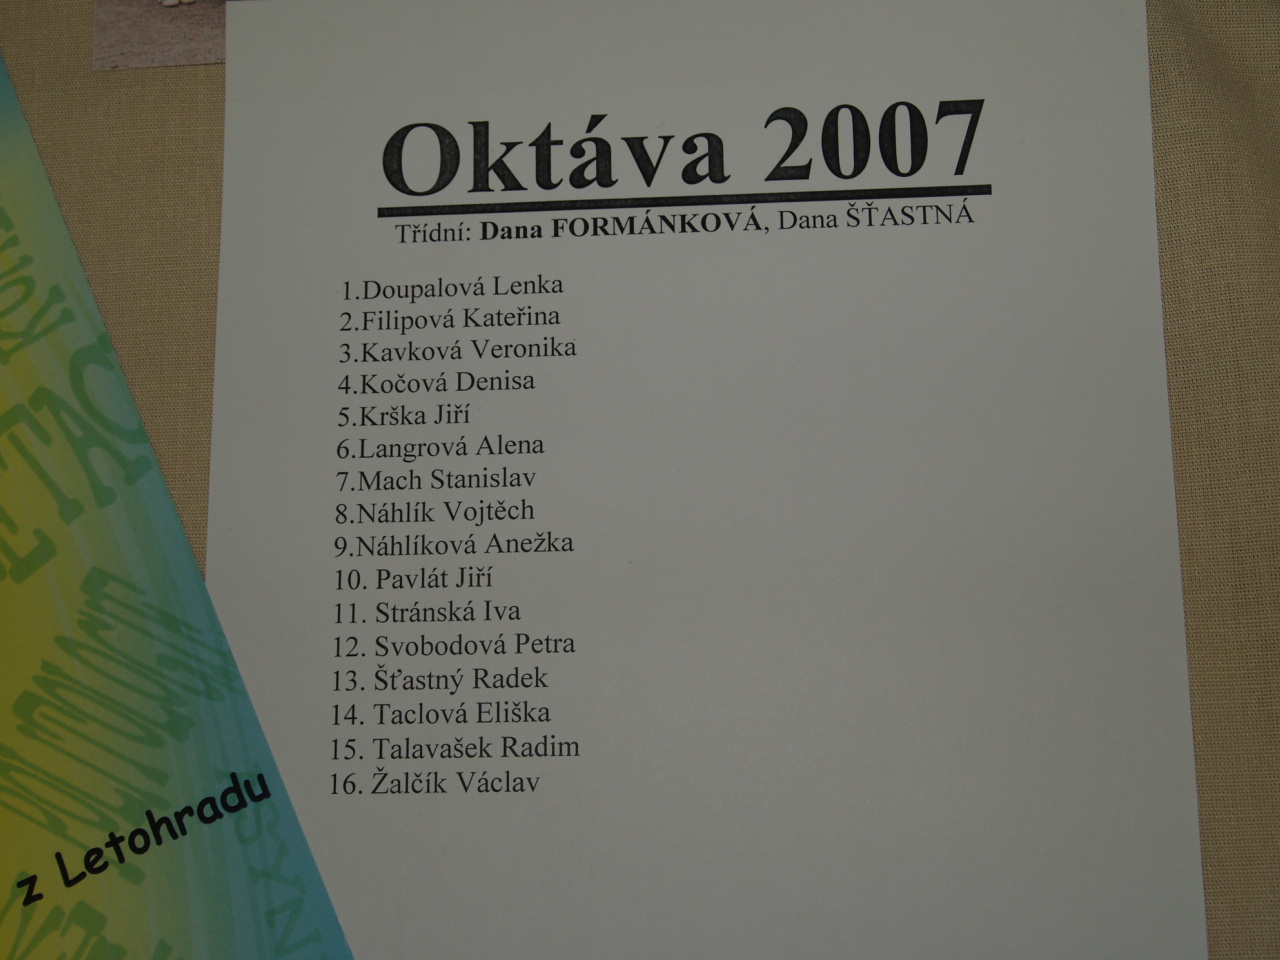 Oktáva 2007
Třídní: Dana FORMÁNKOVÁ, Dana ŠŤASTNÁ
1.Doupalová Lenka
2.Filipová Kateřina
3.Kavková Veronika
4.Kočová Denisa
5.Krška Jiří
6.Langrová Alena
7.Mach Stanislav
8.Náhlík Vojtěch
9.Náhlíková Anežka
10. Pavlát Jiří
11. Stránská Iva
12. Svobodová Petra
13. Šťastný Radek
14. Taclová Eliška
15. Talavašek Radim
16. Žalčík Václav
z Letohradu